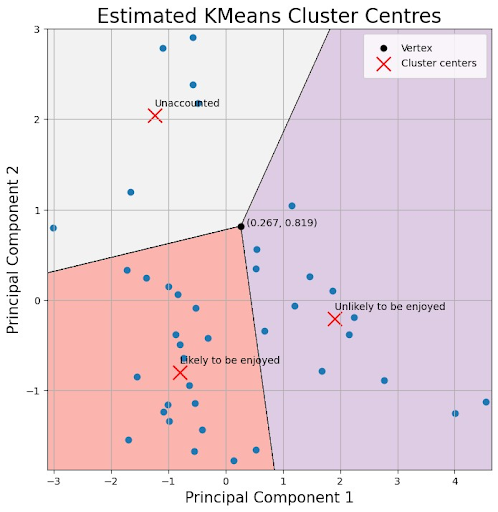 Estimated KMeans Cluster Centres
Vertex
Cluster centers
Unaccounted
(0.267, 0.819)
Unlikely to be enjoyed
Likely to be enjoyed
Principal Component 2
3
2
1
0
−1
−3 −2 −1 0 1 2 3 4
Principal Component 1